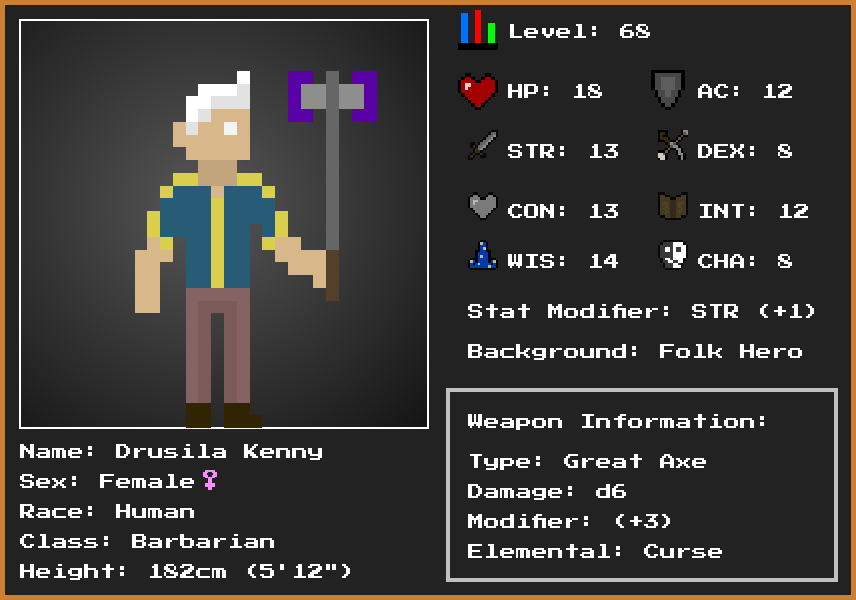 Level: 68
HP: 18
AC: 12
STR: 13
DEX: 8
CON: 13
INT: 12
WIS: 14
CHA: 8
Stat Modifier: STR (+1)
Background: Folk Hero
Weapon Information:
Type: Great Axe
Damage: d6
Modifier: (+3)
Elemental: Curse
Name: Drusila Kenny
Sex: Female♀
Race: Human
Class: Barbarian
Height: 182cm (5'12")